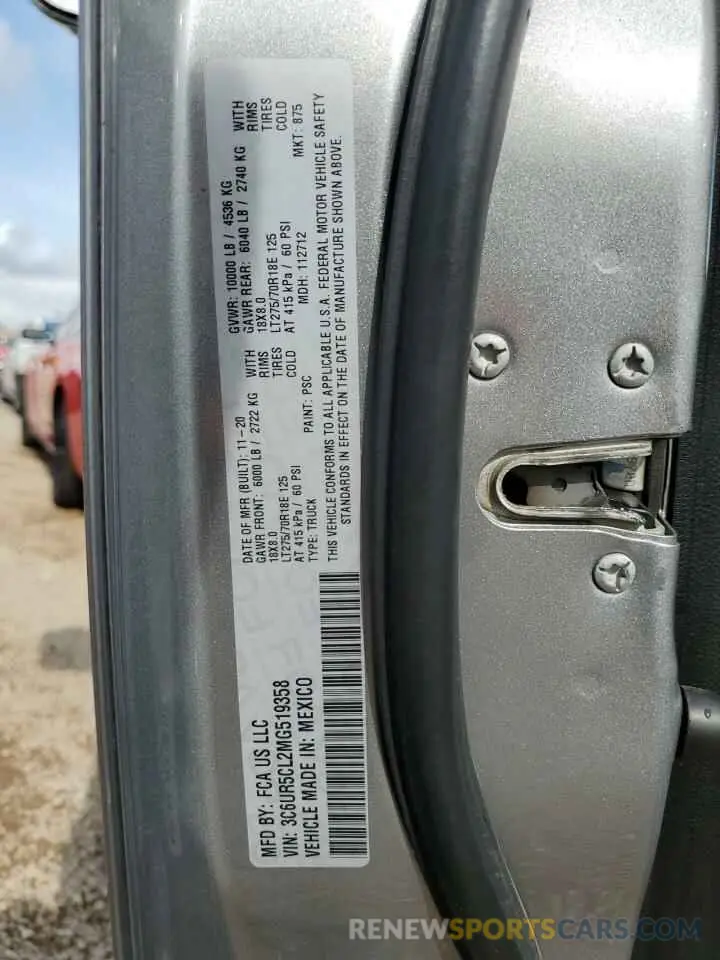 MFD BY: FCA US LLC
DATE OF MFR (BUILT): 11-20
GVWR: 10000 LB / 4536 KG
GAWR FRONT: 6000 LB / 2722 KG WITH
18X8.0 RIMS
LT275/70R18E 125 TIRES
AT 415 kPa / 60 PSI COLD
GAWR REAR: 6040 LB / 2740 KG WITH
18X8.0 RIMS
LT275/70R18E 125 TIRES
AT 415 kPa / 60 PSI COLD
VIN: 3C6UR5CL2MG519358
TYPE: TRUCK PAINT: PSC MDH: 112712 MKT: 875
VEHICLE MADE IN: MEXICO
THIS VEHICLE CONFORMS TO ALL APPLICABLE U.S.A. FEDERAL MOTOR VEHICLE SAFETY
STANDARDS IN EFFECT ON THE DATE OF MANUFACTURE SHOWN ABOVE.
RENEWSPORTSCARS.COM